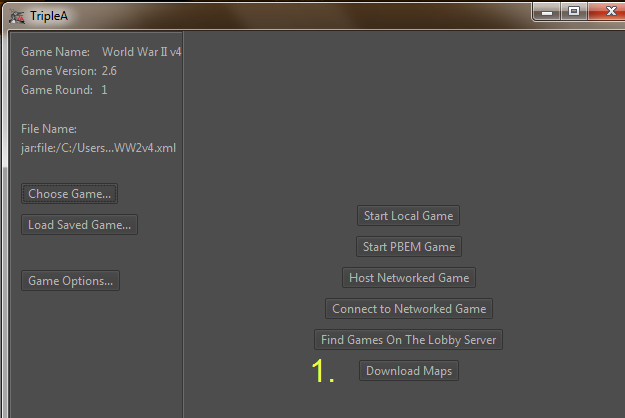 TripleA
Game Name: World War II v4
Game Version: 2.6
Game Round: 1
File Name:
jar:file:/C:/Users...WW2v4.xml
Choose Game...
Load Saved Game...
Game Options...
Start Local Game
Start PBEM Game
Host Networked Game
Connect to Networked Game
Find Games On The Lobby Server
1. Download Maps